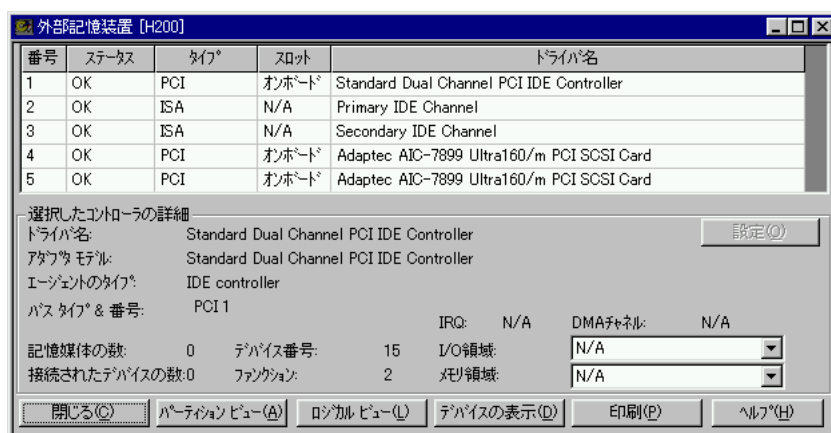 外部記憶装置 [H200]
番号 ステータス タイプ スロット ドライバ名
1 OK PCI オンボード Standard Dual Channel PCI IDE Controller
2 OK ISA N/A Primary IDE Channel
3 OK ISA N/A Secondary IDE Channel
4 OK PCI オンボード Adaptec AIC-7899 Ultra160/m PCI SCSI Card
5 OK PCI オンボード Adaptec AIC-7899 Ultra160/m PCI SCSI Card
選択したコントローラの詳細
ドライバ名: Standard Dual Channel PCI IDE Controller 設定(O)
アダプタ モデル: Standard Dual Channel PCI IDE Controller
エージェントのタイプ: IDE controller
バス タイプ & 番号: PCI 1
IRQ: N/A DMAチャネル: N/A
記憶媒体の数: 0 デバイス番号: 15 I/O領域: N/A
接続されたデバイスの数:0 ファンクション: 2 メモリ領域: N/A
閉じる(C) パーティション ビュー(A) ロジカル ビュー(L) デバイスの表示(D) 印刷(P) ヘルプ(H)